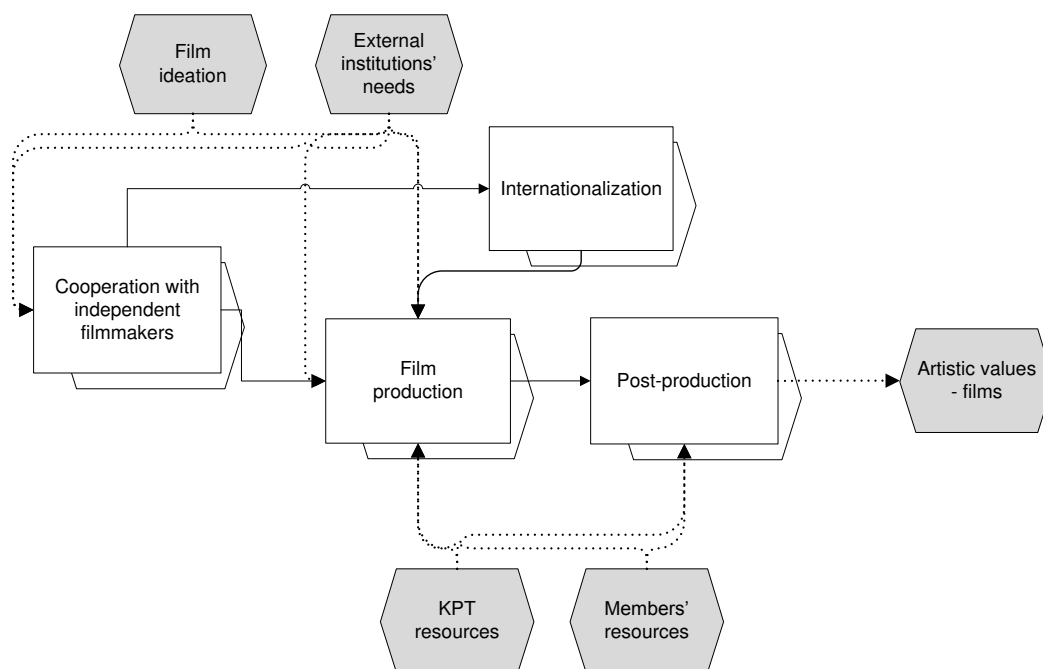 Film
ideation
External
institutions’
needs
Internationalization
Cooperation with
independent
filmmakers
Film
production
Post-production
Artistic values
- films
KPT
resources
Members’
resources